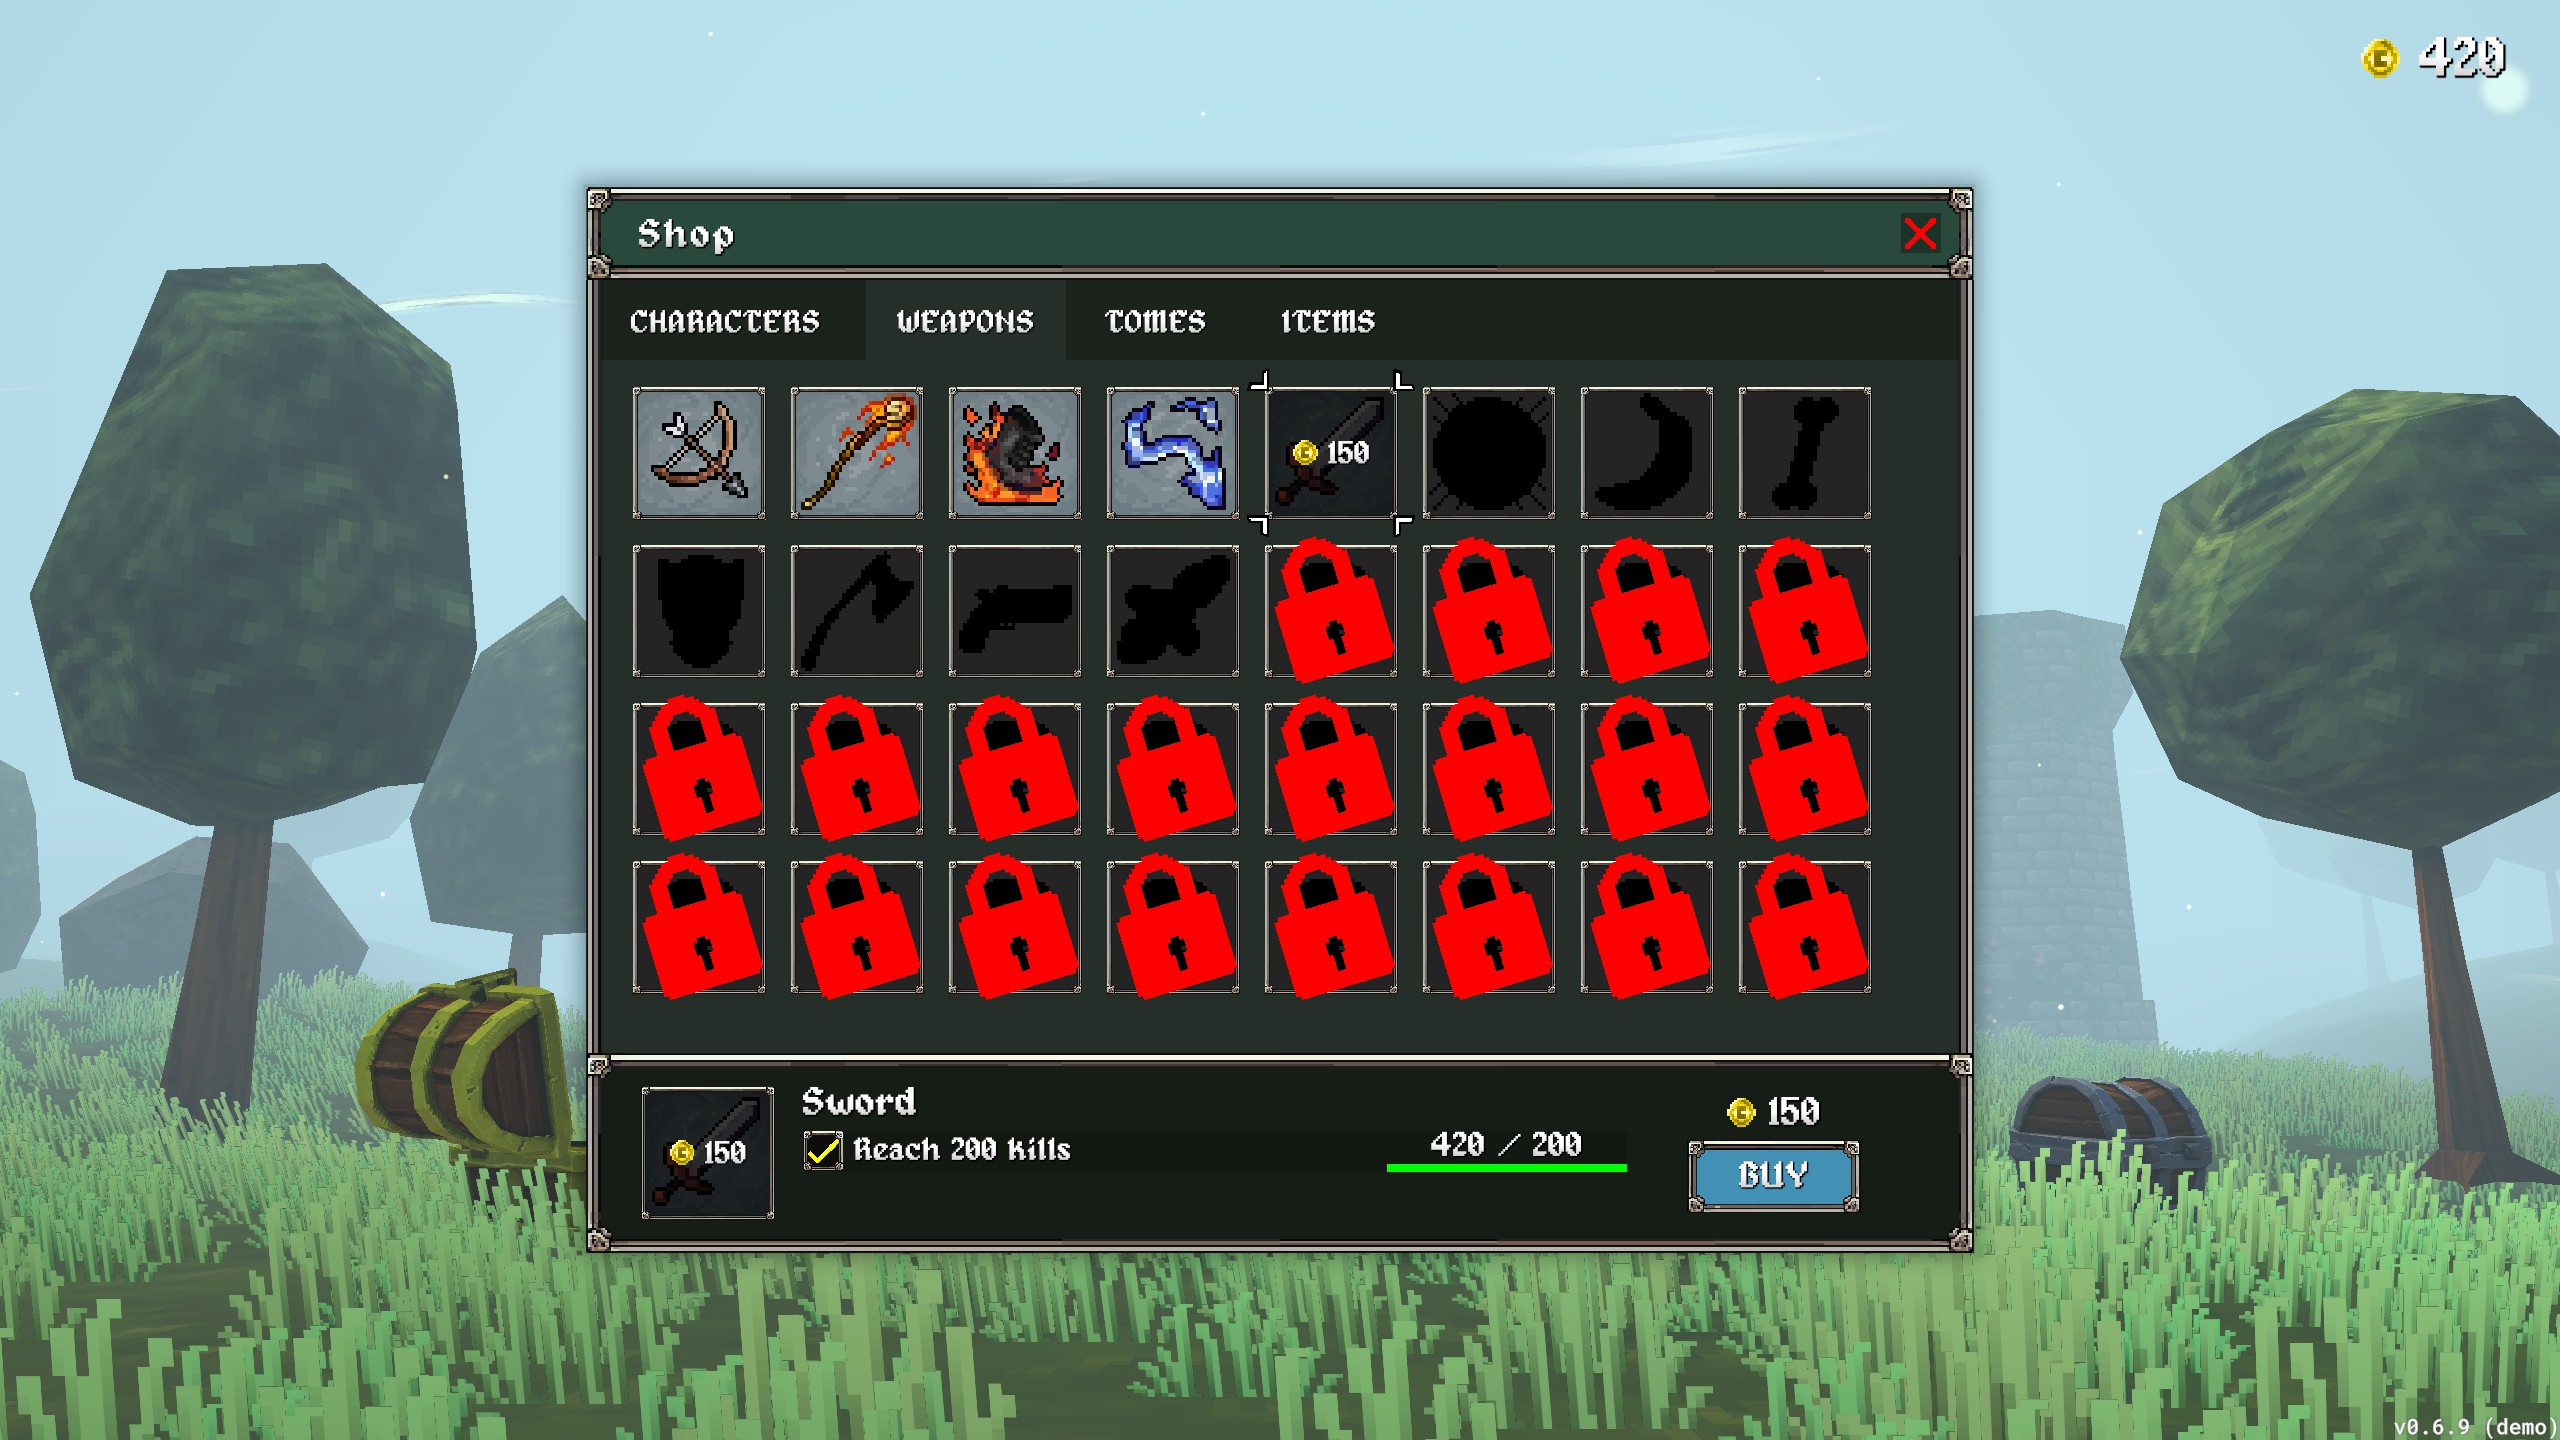 420
Shop
CHARACTERS WEAPONS TOMES ITEMS
150
Sword
150
Reach 200 kills
420 / 200
150
BUY
v0.6.9 (demo)